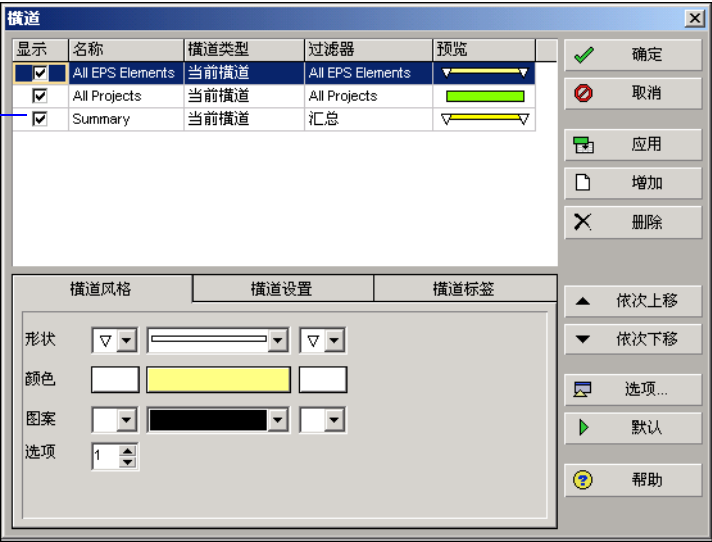 横道
显示 名称 横道类型 过滤器 预览
All EPS Elements 当前横道 All EPS Elements
All Projects 当前横道 All Projects
Summary 当前横道 汇总
确定
取消
应用
增加
删除
横道风格 横道设置 横道标签
形状
颜色
图案
选项 1
依次上移
依次下移
选项...
默认
帮助